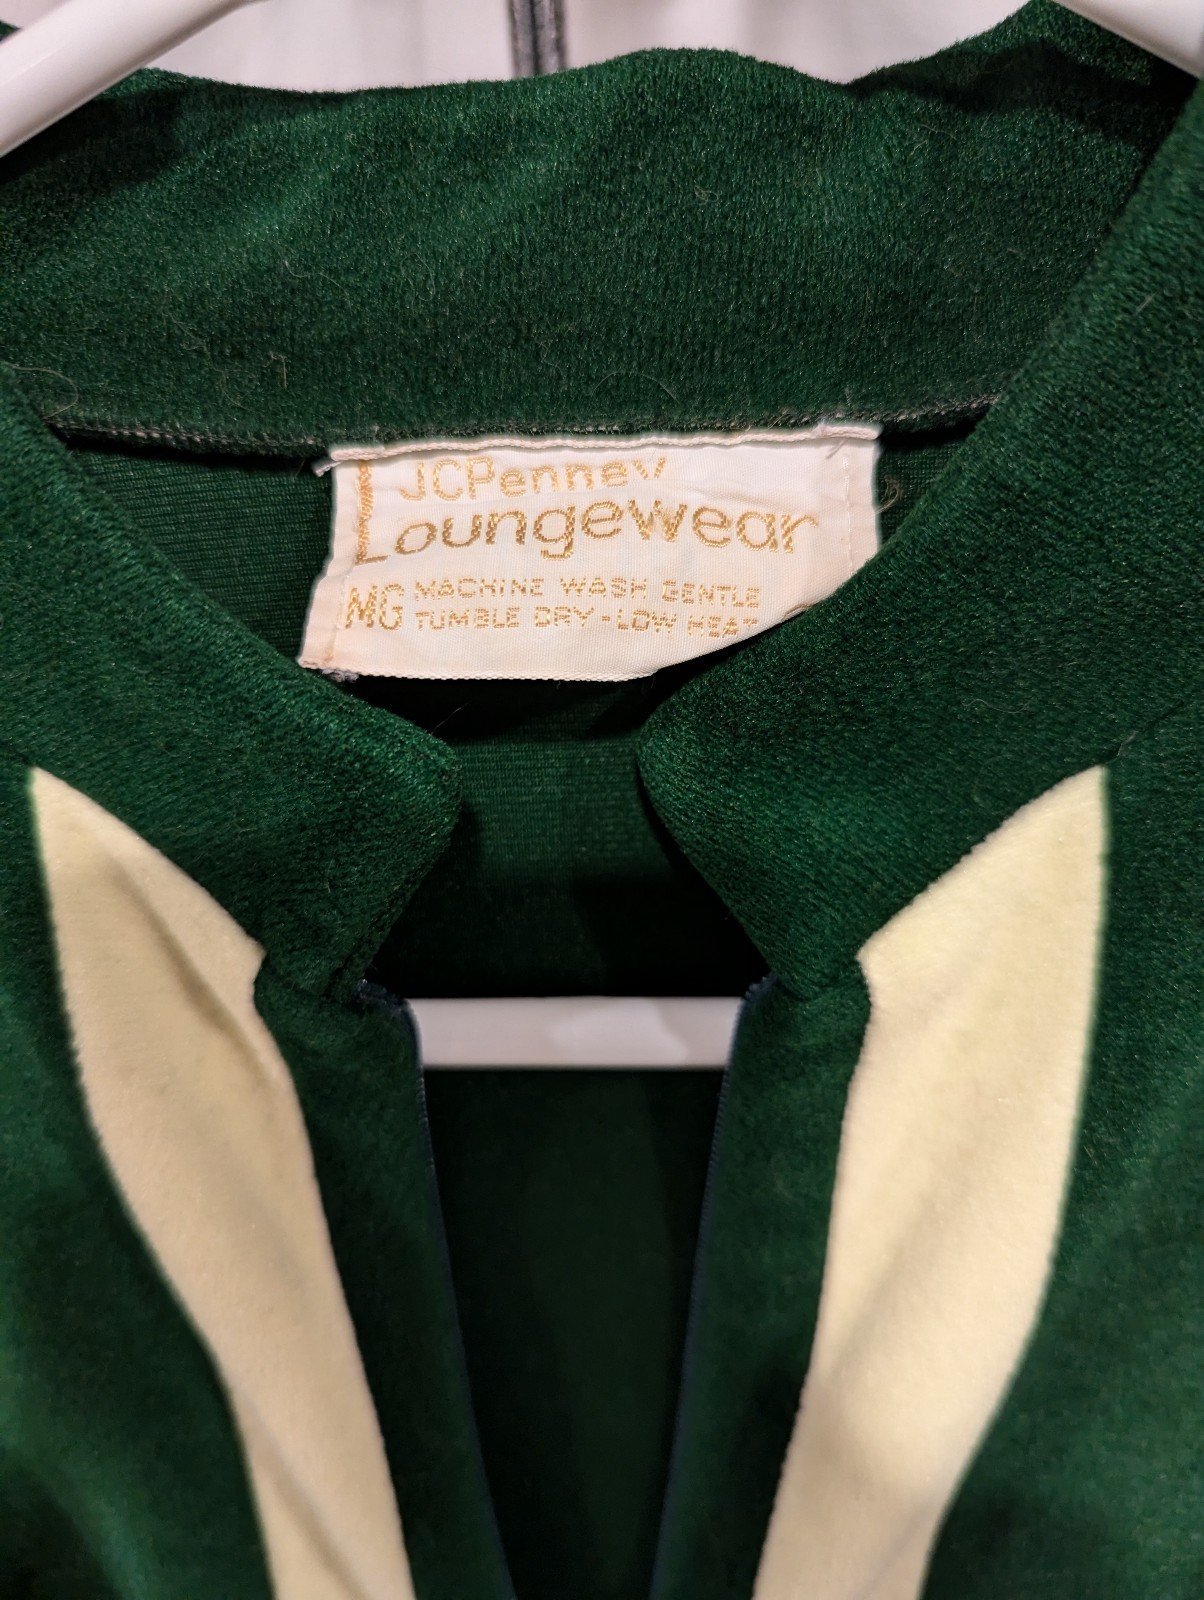 JCPenney
Loungewear
MG MACHINE WASH GENTLE
TUMBLE DRY - LOW HEAT